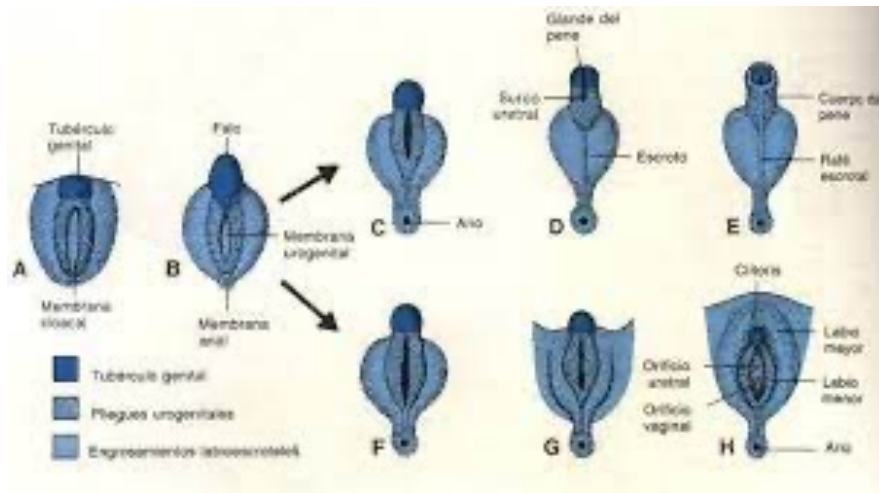 Tubérculo
genital
Membrana
cloacal
A
Falo
Membrana
urogenital
Membrana
anal
B
Ano
C
Glande del
pene
Surco
uretral
Escroto
D
Cuerpo de
pene
Rafé
escrotal
E
Tubérculo genital
Pliegues urogenitales
Engrosamientos labioescrotales
F
G
Clítoris
Labio
mayor
Orificio
uretral
Labio
menor
Orificio
vaginal
Ano
H